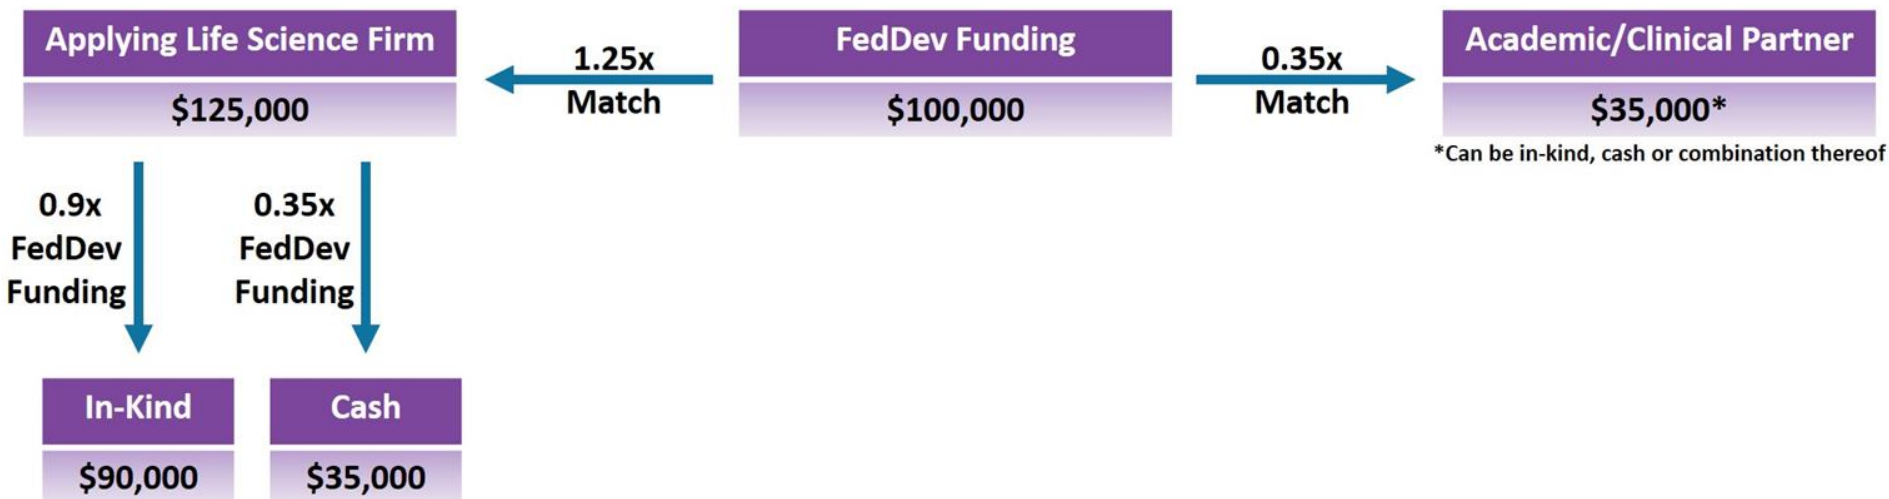 Applying Life Science Firm
$125,000
1.25x
Match
FedDev Funding
$100,000
0.35x
Match
Academic/Clinical Partner
$35,000*
*Can be in-kind, cash or combination thereof
0.9x
FedDev
Funding
0.35x
FedDev
Funding
In-Kind
$90,000
Cash
$35,000